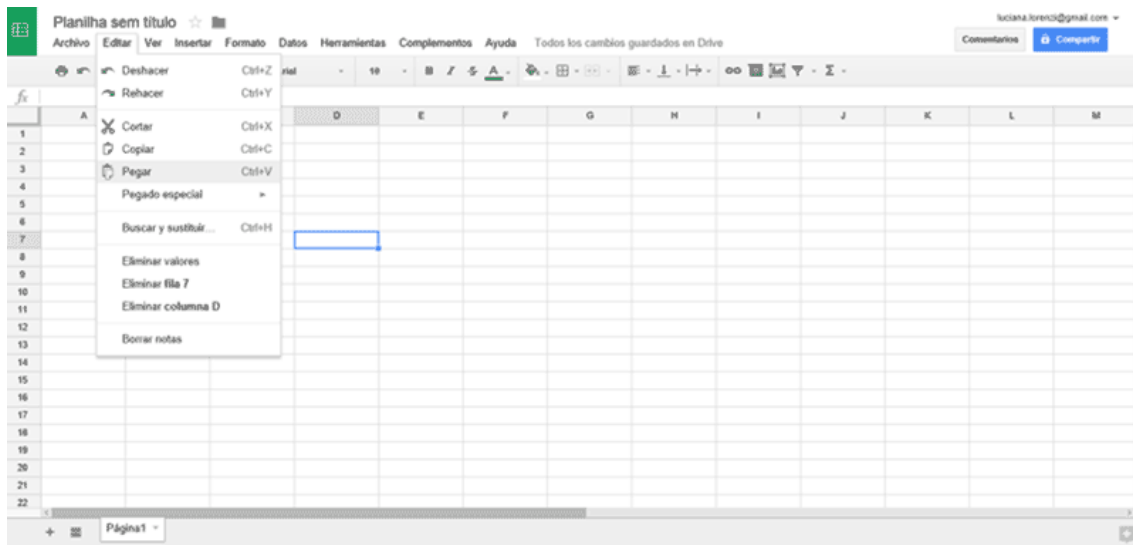 Planilha sem título
luciana.lorenzi@gmail.com
Archivo Editar Ver Insertar Formato Datos Herramientas Complementos Ayuda Todos los cambios guardados en Drive
Comentarios Compartir
Deshacer Ctrl+Z
rial 10 B I S A
Rehacer Ctrl+Y
fx
A D E F G H I J K L M
Cortar Ctrl+X
Copiar Ctrl+C
Pegar Ctrl+V
Pegado especial
Buscar y sustituir... Ctrl+H
Eliminar valores
Eliminar fila 7
Eliminar columna D
Borrar notas
1
2
3
4
5
6
7
8
9
10
11
12
13
14
15
16
17
18
19
20
21
22
Página1